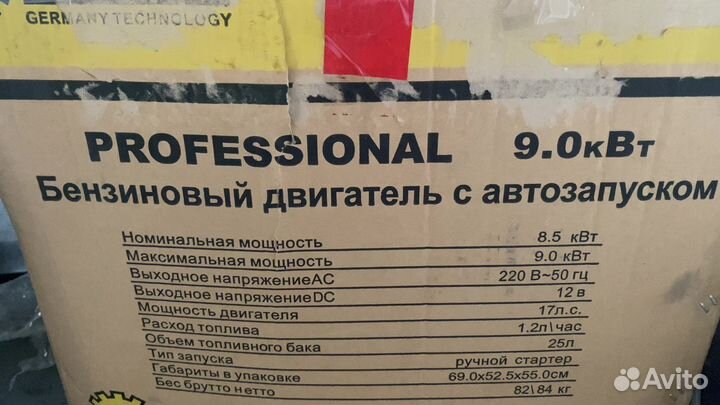 GERMANY TECHNOLOGY
PROFESSIONAL 9.0кВт
Бензиновый двигатель с автозапуском
Номинальная мощность 8.5 кВт
Максимальная мощность 9.0 кВт
Выходное напряжениеAC 220 В~50 гц
Выходное напряжениеDC 12 в
Мощность двигателя 17л.с.
Расход топлива 1.2л\час
Объем топливного бака 25л
Тип запуска ручной стартер
Габариты в упаковке 69.0x52.5x55.0см
Бес брутто нетто 82\84 кг
Avito